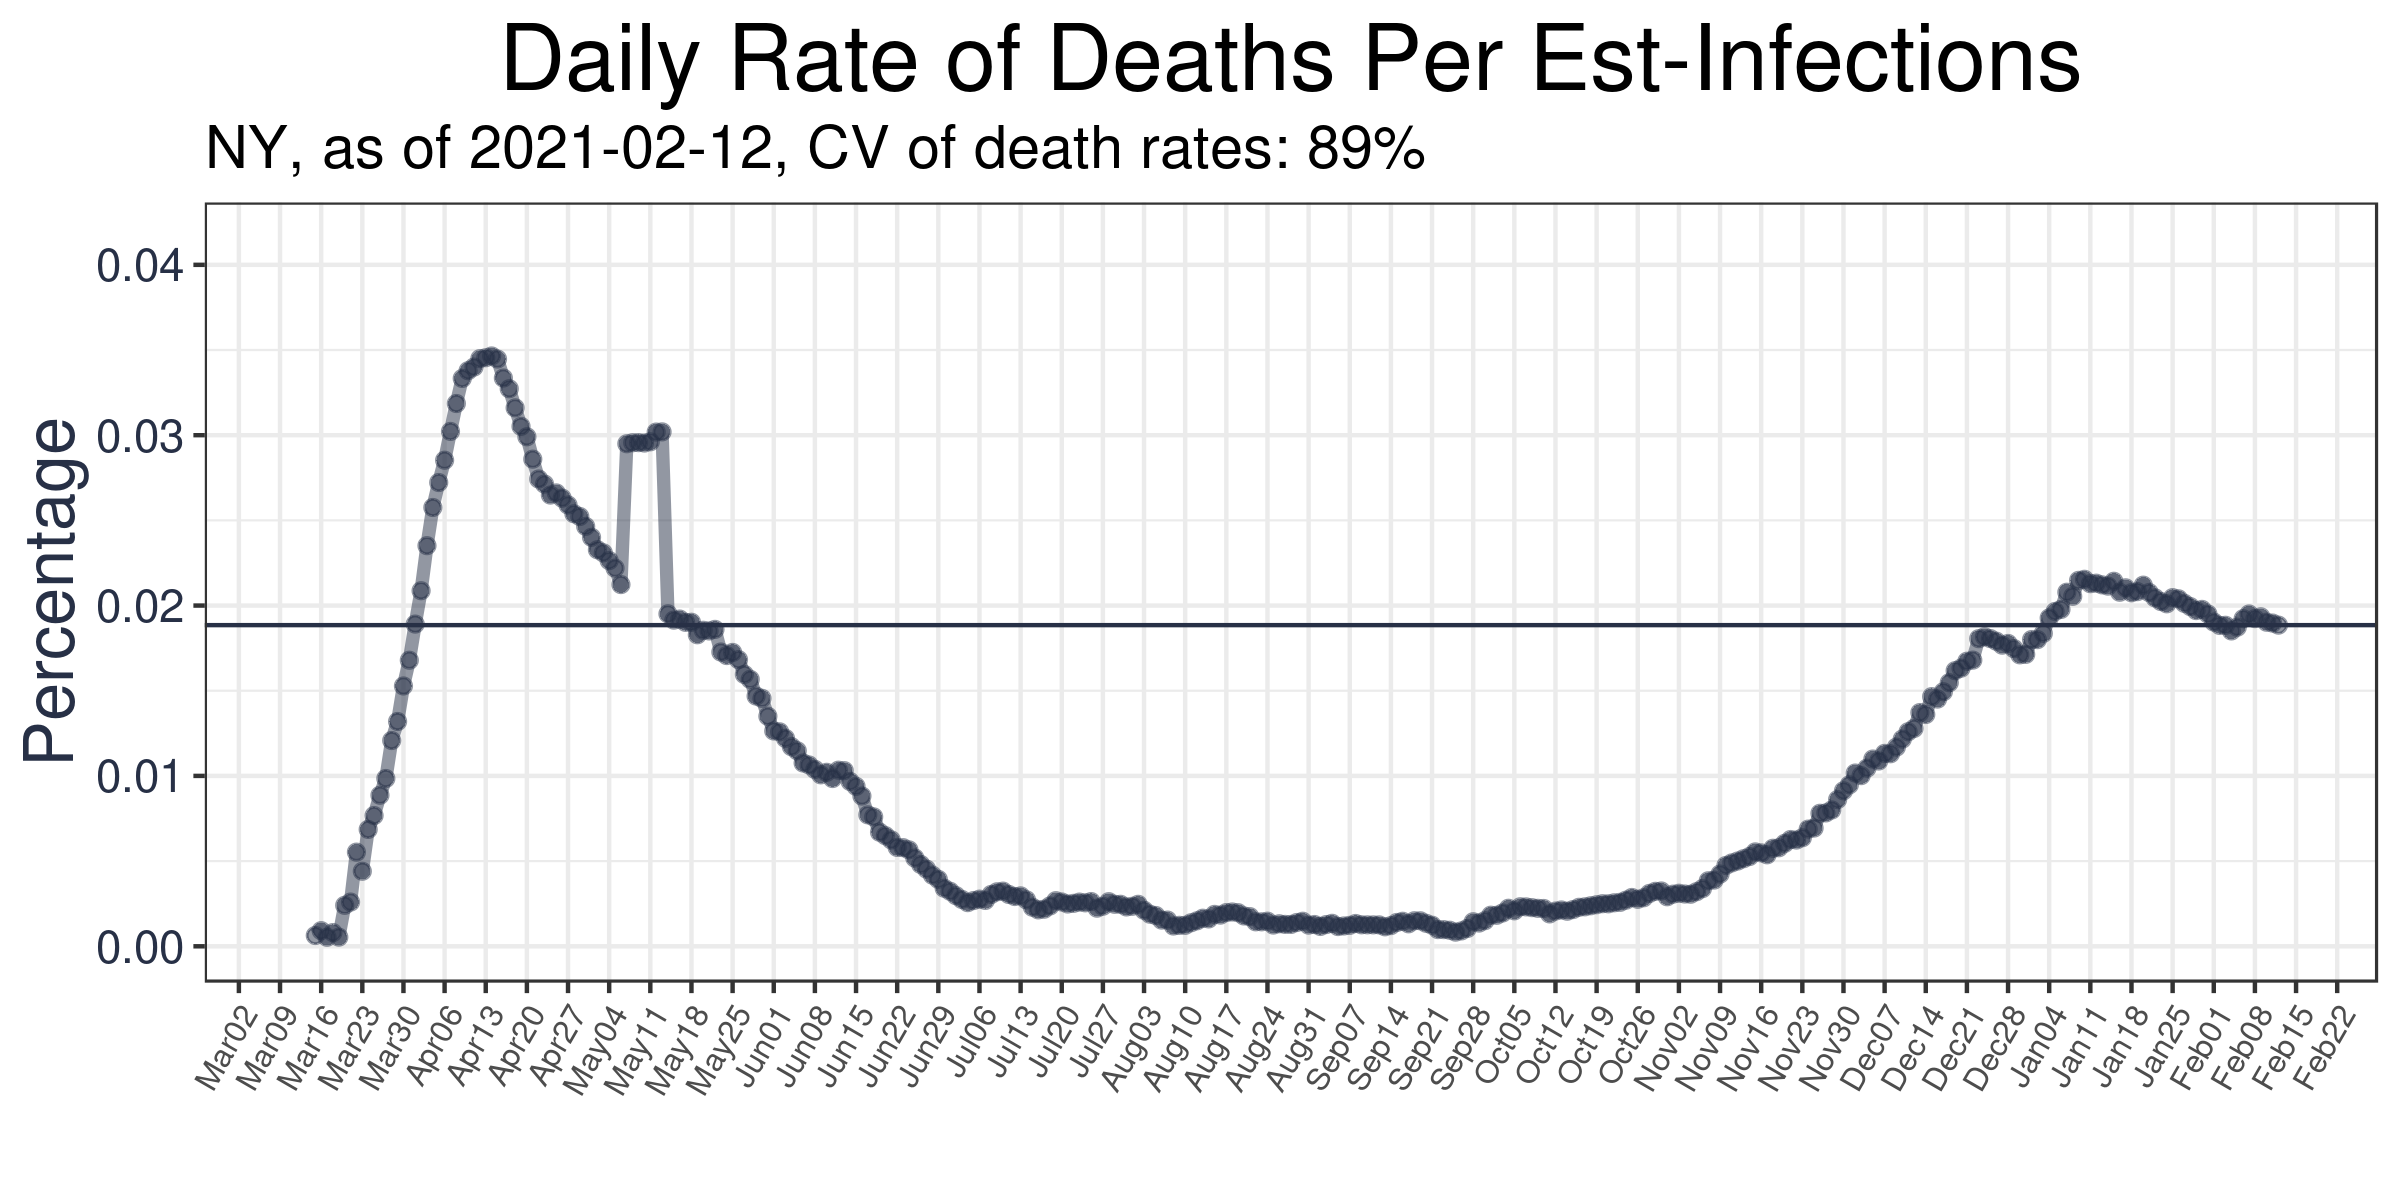 Daily Rate of Deaths Per Est-Infections
NY, as of 2021-02-12, CV of death rates: 89%
Percentage
0.04
0.03
0.02
0.01
0.00
Mar02
Mar09
Mar16
Mar23
Mar30
Apr06
Apr13
Apr20
Apr27
May04
May11
May18
May25
Jun01
Jun08
Jun15
Jun22
Jun29
Jul06
Jul13
Jul20
Jul27
Aug03
Aug10
Aug17
Aug24
Aug31
Sep07
Sep14
Sep21
Sep28
Oct05
Oct12
Oct19
Oct26
Nov02
Nov09
Nov16
Nov23
Nov30
Dec07
Dec14
Dec21
Dec28
Jan04
Jan11
Jan18
Jan25
Feb01
Feb08
Feb15
Feb22